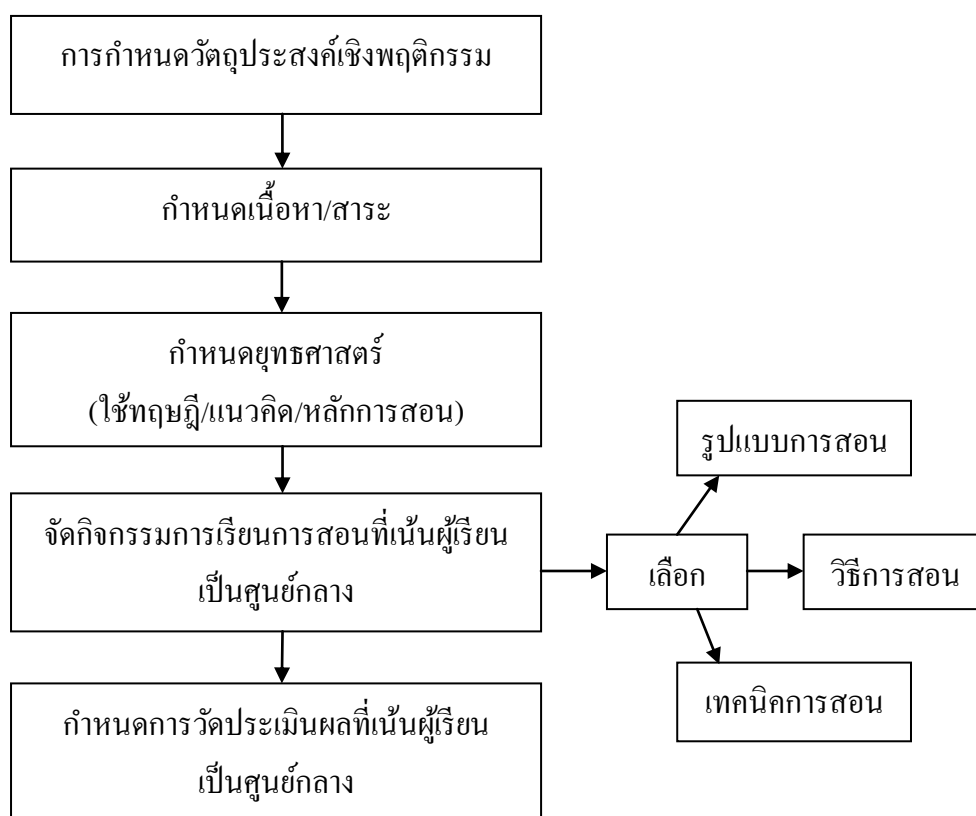 การกำหนดวัตถุประสงค์เชิงพฤติกรรม
กำหนดเนื้อหา/สาระ
กำหนดยุทธศาสตร์
(ใช้ทฤษฎี/แนวคิด/หลักการสอน)
จัดกิจกรรมการเรียนการสอนที่เน้นผู้เรียน
เป็นศูนย์กลาง
เลือก
รูปแบบการสอน
วิธีการสอน
เทคนิคการสอน
กำหนดการวัดประเมินผลที่เน้นผู้เรียน
เป็นศูนย์กลาง